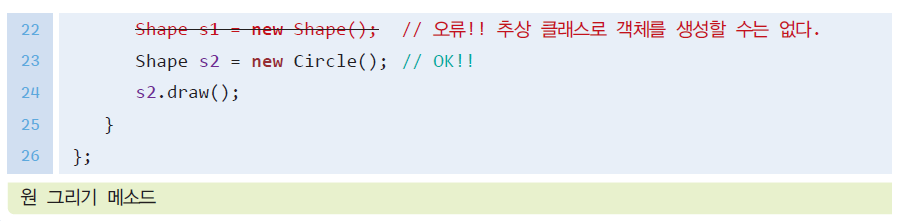 22 Shape s1 = new Shape(); // 오류!! 추상 클래스로 객체를 생성할 수는 없다.
23 Shape s2 = new Circle(); // OK!!
24 s2.draw();
25 }
26 };
원 그리기 메소드